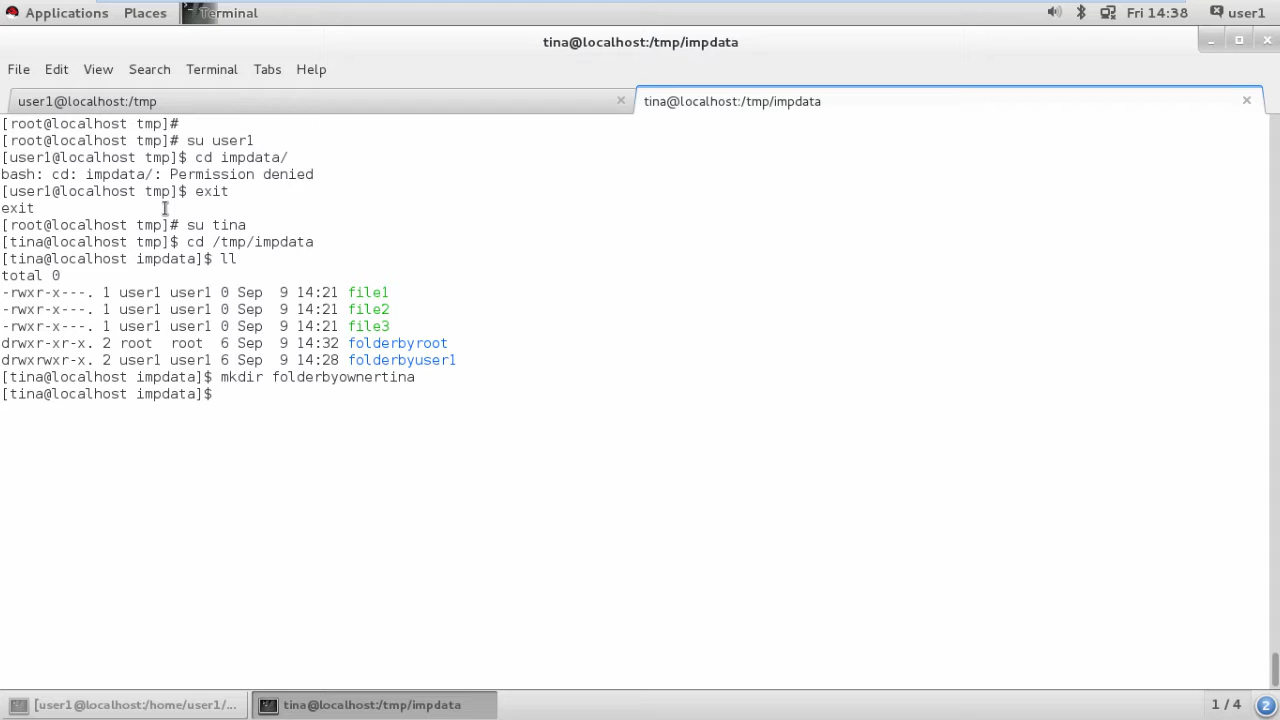 Applications Places Terminal Fri 14:38 user1
tina@localhost:/tmp/impdata
File Edit View Search Terminal Tabs Help
user1@localhost:/tmp × tina@localhost:/tmp/impdata ×
[root@localhost tmp]#
[root@localhost tmp]# su user1
[user1@localhost tmp]$ cd impdata/
bash: cd: impdata/: Permission denied
[user1@localhost tmp]$ exit
exit
[root@localhost tmp]# su tina
[tina@localhost tmp]$ cd /tmp/impdata
[tina@localhost impdata]$ ll
total 0
-rwxr-x---. 1 user1 user1 0 Sep  9 14:21 file1
-rwxr-x---. 1 user1 user1 0 Sep  9 14:21 file2
-rwxr-x---. 1 user1 user1 0 Sep  9 14:21 file3
drwxr-xr-x. 2 root  root  6 Sep  9 14:32 folderbyroot
drwxrwxr-x. 2 user1 user1 6 Sep  9 14:28 folderbyuser1
[tina@localhost impdata]$ mkdir folderbyownertina
[tina@localhost impdata]$
[user1@localhost:/home/user1/... tina@localhost:/tmp/impdata 1 / 4 2